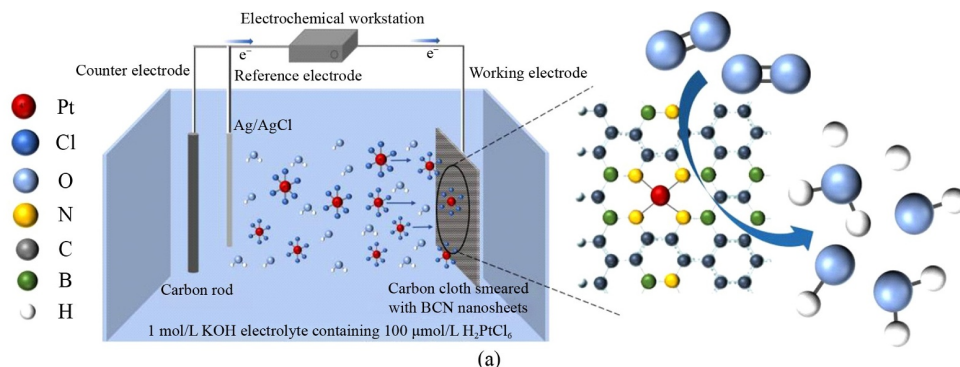 Electrochemical workstation
e⁻
e⁻
Counter electrode
Reference electrode
Working electrode
Ag/AgCl
Pt
Cl
O
N
C
B
H
Carbon rod
Carbon cloth smeared
with BCN nanosheets
1 mol/L KOH electrolyte containing 100 μmol/L H₂PtCl₆
(a)